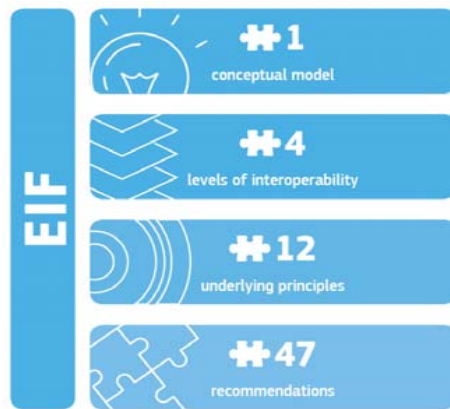 EIF
1
conceptual model
4
levels of interoperability
12
underlying principles
47
recommendations